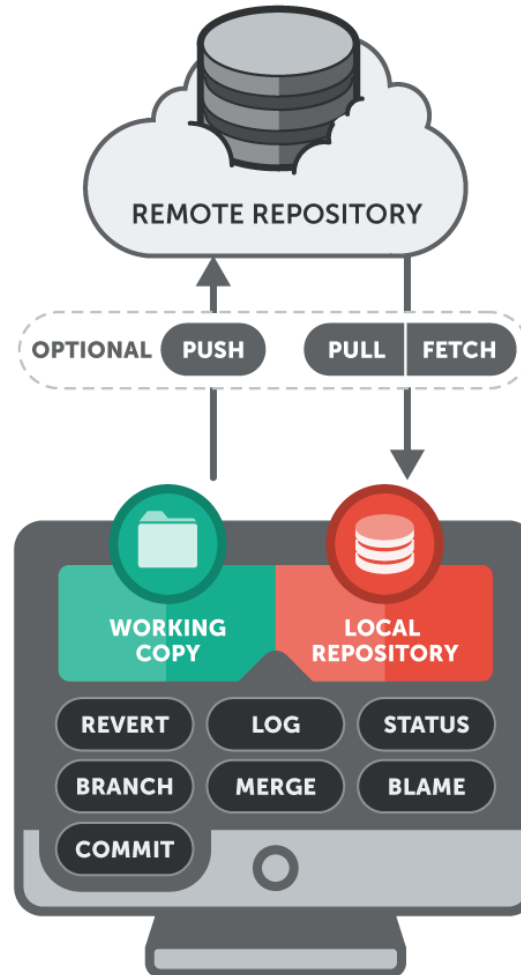 REMOTE REPOSITORY
OPTIONAL PUSH PULL FETCH
WORKING COPY
LOCAL REPOSITORY
REVERT LOG STATUS
BRANCH MERGE BLAME
COMMIT